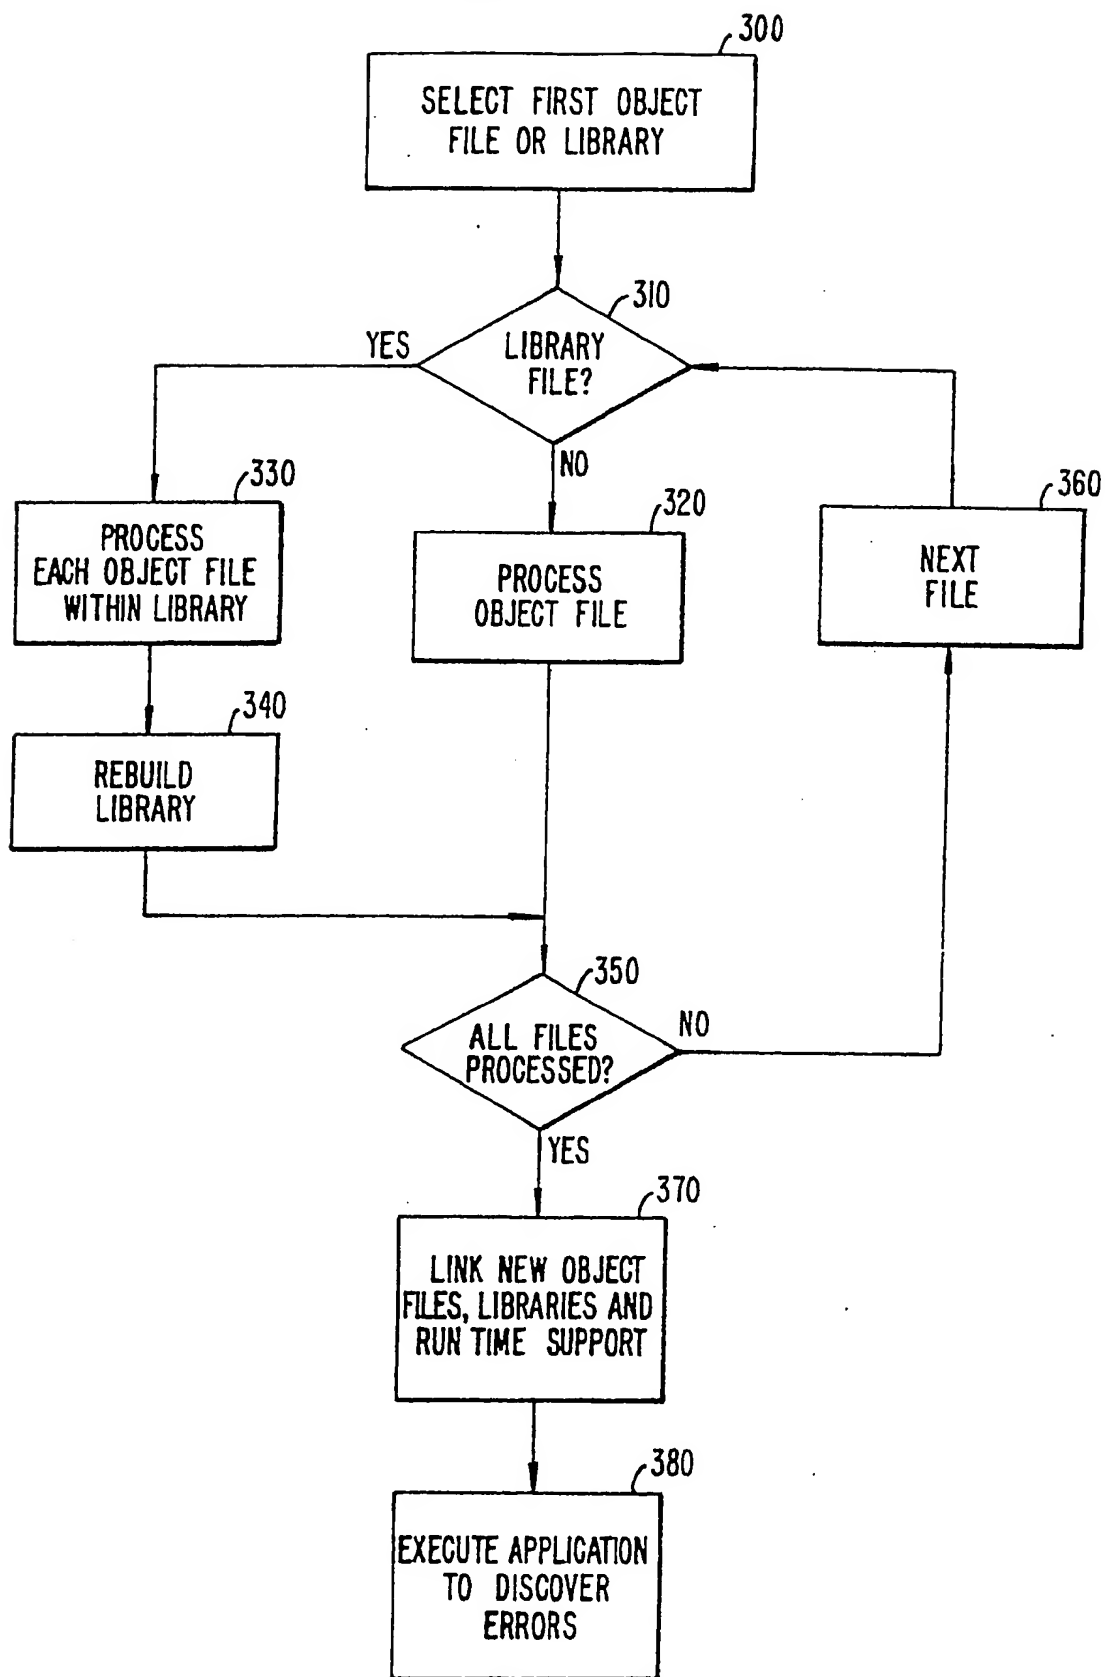 300
SELECT FIRST OBJECT
FILE OR LIBRARY
310
LIBRARY
FILE?
YES
NO
330
PROCESS
EACH OBJECT FILE
WITHIN LIBRARY
320
PROCESS
OBJECT FILE
360
NEXT
FILE
340
REBUILD
LIBRARY
350
ALL FILES
PROCESSED?
NO
YES
370
LINK NEW OBJECT
FILES, LIBRARIES AND
RUN TIME SUPPORT
380
EXECUTE APPLICATION
TO DISCOVER
ERRORS